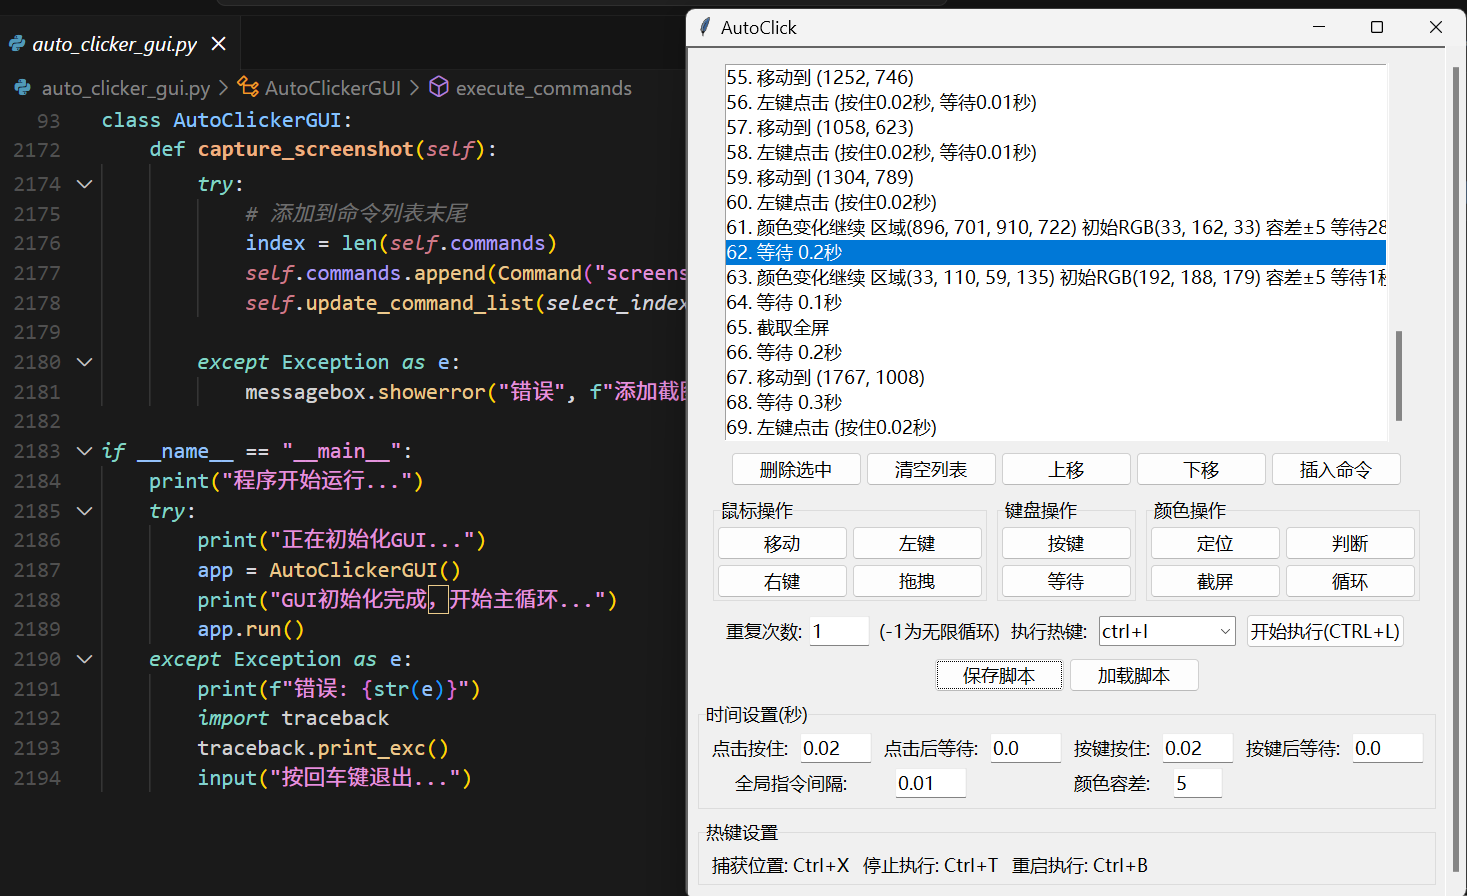 auto_clicker_gui.py
auto_clicker_gui.py > AutoClickerGUI > execute_commands
93 class AutoClickerGUI:
2172 def capture_screenshot(self):
2174 try:
2175 # 添加到命令列表末尾
2176 index = len(self.commands)
2177 self.commands.append(Command("screens
2178 self.update_command_list(select_index
2179
2180 except Exception as e:
2181 messagebox.showerror("错误", f"添加截
2182
2183 if __name__ == "__main__":
2184 print("程序开始运行...")
2185 try:
2186 print("正在初始化GUI...")
2187 app = AutoClickerGUI()
2188 print("GUI初始化完成，开始主循环...")
2189 app.run()
2190 except Exception as e:
2191 print(f"错误: {str(e)}")
2192 import traceback
2193 traceback.print_exc()
2194 input("按回车键退出...")
AutoClick
55. 移动到 (1252, 746)
56. 左键点击 (按住0.02秒, 等待0.01秒)
57. 移动到 (1058, 623)
58. 左键点击 (按住0.02秒, 等待0.01秒)
59. 移动到 (1304, 789)
60. 左键点击 (按住0.02秒)
61. 颜色变化继续 区域(896, 701, 910, 722) 初始RGB(33, 162, 33) 容差±5 等待28
62. 等待 0.2秒
63. 颜色变化继续 区域(33, 110, 59, 135) 初始RGB(192, 188, 179) 容差±5 等待1秒
64. 等待 0.1秒
65. 截取全屏
66. 等待 0.2秒
67. 移动到 (1767, 1008)
68. 等待 0.3秒
69. 左键点击 (按住0.02秒)
删除选中 清空列表 上移 下移 插入命令
鼠标操作 键盘操作 颜色操作
移动 左键 按键 定位 判断
右键 拖拽 等待 截屏 循环
重复次数: 1 (-1为无限循环) 执行热键: ctrl+l 开始执行(CTRL+L)
保存脚本 加载脚本
时间设置(秒)
点击按住: 0.02 点击后等待: 0.0 按键按住: 0.02 按键后等待: 0.0
全局指令间隔: 0.01 颜色容差: 5
热键设置
捕获位置: Ctrl+X 停止执行: Ctrl+T 重启执行: Ctrl+B